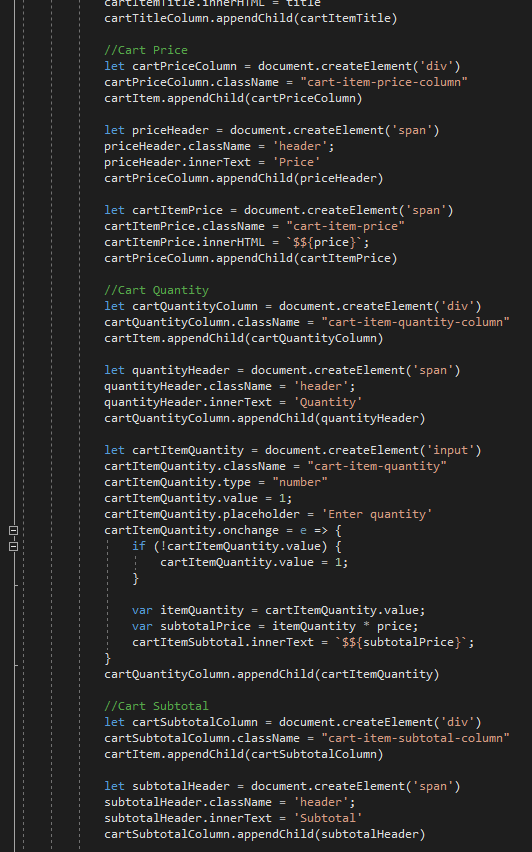 cartItemTitle.innerHTML = title
cartTitleColumn.appendChild(cartItemTitle)
//Cart Price
let cartPriceColumn = document.createElement('div')
cartPriceColumn.className = "cart-item-price-column"
cartItem.appendChild(cartPriceColumn)
let priceHeader = document.createElement('span')
priceHeader.className = 'header';
priceHeader.innerText = 'Price'
cartPriceColumn.appendChild(priceHeader)
let cartItemPrice = document.createElement('span')
cartItemPrice.className = "cart-item-price"
cartItemPrice.innerHTML = `$${price}`;
cartPriceColumn.appendChild(cartItemPrice)
//Cart Quantity
let cartQuantityColumn = document.createElement('div')
cartQuantityColumn.className = "cart-item-quantity-column"
cartItem.appendChild(cartQuantityColumn)
let quantityHeader = document.createElement('span')
quantityHeader.className = 'header';
quantityHeader.innerText = 'Quantity'
cartQuantityColumn.appendChild(quantityHeader)
let cartItemQuantity = document.createElement('input')
cartItemQuantity.className = "cart-item-quantity"
cartItemQuantity.type = "number"
cartItemQuantity.value = 1;
cartItemQuantity.placeholder = 'Enter quantity'
cartItemQuantity.onchange = e => {
if (!cartItemQuantity.value) {
cartItemQuantity.value = 1;
}
var itemQuantity = cartItemQuantity.value;
var subtotalPrice = itemQuantity * price;
cartItemSubtotal.innerText = `$${subtotalPrice}`;
}
cartQuantityColumn.appendChild(cartItemQuantity)
//Cart Subtotal
let cartSubtotalColumn = document.createElement('div')
cartSubtotalColumn.className = "cart-item-subtotal-column"
cartItem.appendChild(cartSubtotalColumn)
let subtotalHeader = document.createElement('span')
subtotalHeader.className = 'header';
subtotalHeader.innerText = 'Subtotal'
cartSubtotalColumn.appendChild(subtotalHeader)